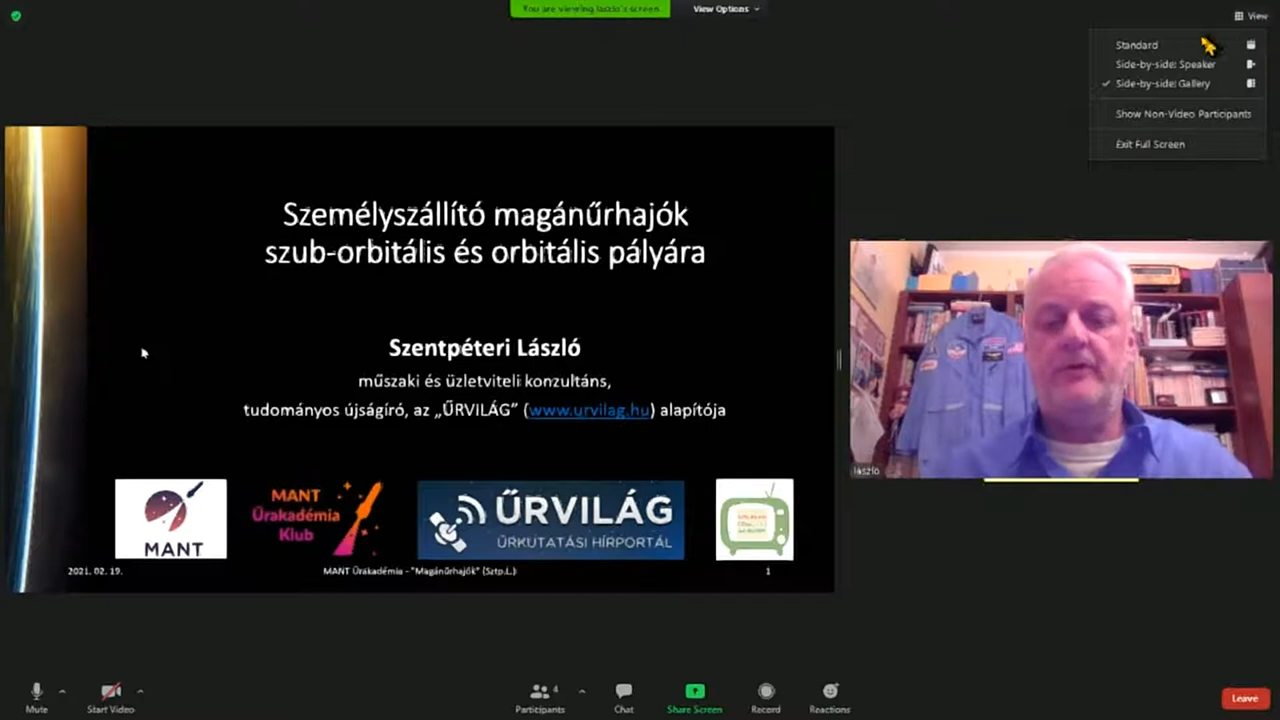 You are viewing laszlo's screen
View Options
View
Standard
Side-by-side: Speaker
Side-by-side: Gallery
Show Non-Video Participants
Exit Full Screen
Személyszállító magánűrhajók
szub-orbitális és orbitális pályára
Szentpéteri László
műszaki és üzletviteli konzultáns,
tudományos újságíró, az „ŰRVILÁG” (www.urvilag.hu) alapítója
MANT
MANT
Űrakadémia
Klub
ŰRVILÁG
ŰRKUTATÁSI HÍRPORTÁL
2021. 02. 19.
MANT Űrakadémia - "Magánűrhajók" (Sztp.L.)
1
laszlo
Mute
Start Video
4
Participants
Chat
Share Screen
Record
Reactions
Leave